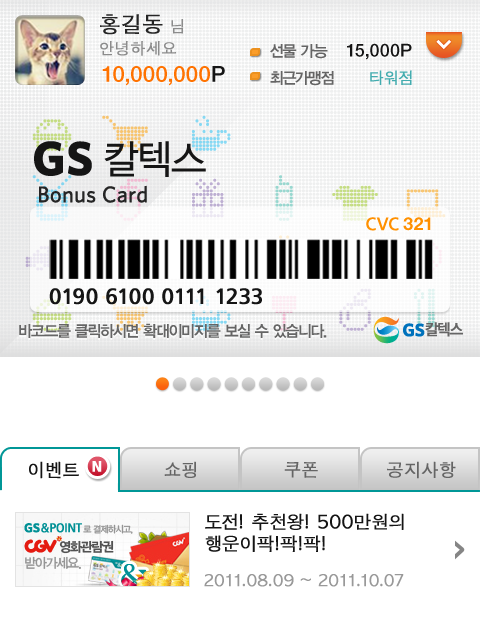 홍길동 님
안녕하세요
10,000,000P
선물 가능 15,000P
최근가맹점 타워점
GS 칼텍스
Bonus Card
CVC 321
0190 6100 0111 1233
바코드를 클릭하시면 확대이미지를 보실 수 있습니다.
GS칼텍스
이벤트 N
쇼핑
쿠폰
공지사항
GS&POINT로 결제하시고,
CGV 영화관람권
받아가세요.
CGV
&
도전! 추천왕! 500만원의
행운이팍!팍!팍!
2011.08.09 ~ 2011.10.07